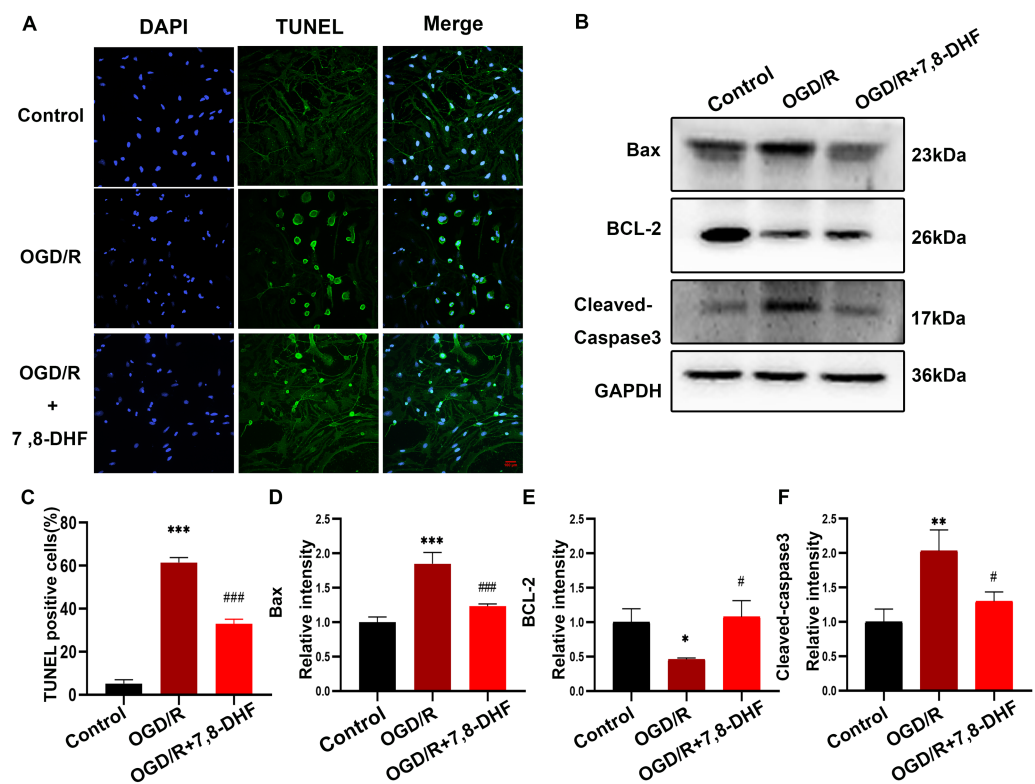 A
DAPI
TUNEL
Merge
Control
OGD/R
OGD/R
+
7 ,8-DHF
B
Control
OGD/R
OGD/R+7,8-DHF
Bax
23kDa
BCL-2
26kDa
Cleaved-
Caspase3
17kDa
GAPDH
36kDa
C
TUNEL positive cells(%)
80
60
40
20
0
***
###
Control
OGD/R
OGD/R+7,8-DHF
D
Bax
Relative intensity
2.5
2.0
1.5
1.0
0.5
0.0
***
###
Control
OGD/R
OGD/R+7,8-DHF
E
BCL-2
Relative intensity
2.5
2.0
1.5
1.0
0.5
0.0
*
#
Control
OGD/R
OGD/R+7,8-DHF
F
Cleaved-caspase3
Relative intensity
2.5
2.0
1.5
1.0
0.5
0.0
**
#
Control
OGD/R
OGD/R+7,8-DHF